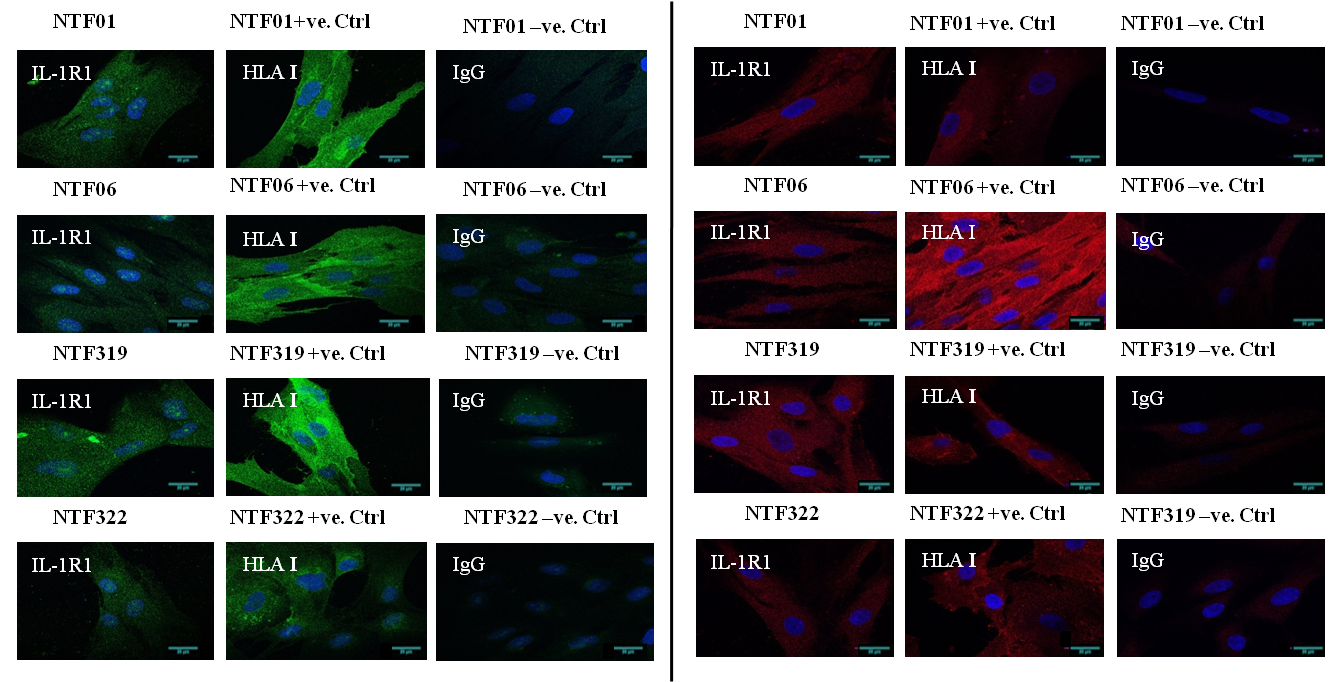 NTF01
NTF01+ve. Ctrl
NTF01 –ve. Ctrl
IL-1R1
HLA I
IgG
NTF06
NTF06 +ve. Ctrl
NTF06 –ve. Ctrl
IL-1R1
HLA I
IgG
NTF319
NTF319 +ve. Ctrl
NTF319 –ve. Ctrl
IL-1R1
HLA I
IgG
NTF322
NTF322 +ve. Ctrl
NTF322 –ve. Ctrl
IL-1R1
HLA I
IgG
NTF01
NTF01 +ve. Ctrl
NTF01 –ve. Ctrl
IL-1R1
HLA I
IgG
NTF06
NTF06 +ve. Ctrl
NTF06 –ve. Ctrl
IL-1R1
HLA I
IgG
NTF319
NTF319 +ve. Ctrl
NTF319 –ve. Ctrl
IL-1R1
HLA I
IgG
NTF322
NTF322 +ve. Ctrl
NTF319 –ve. Ctrl
IL-1R1
HLA I
IgG